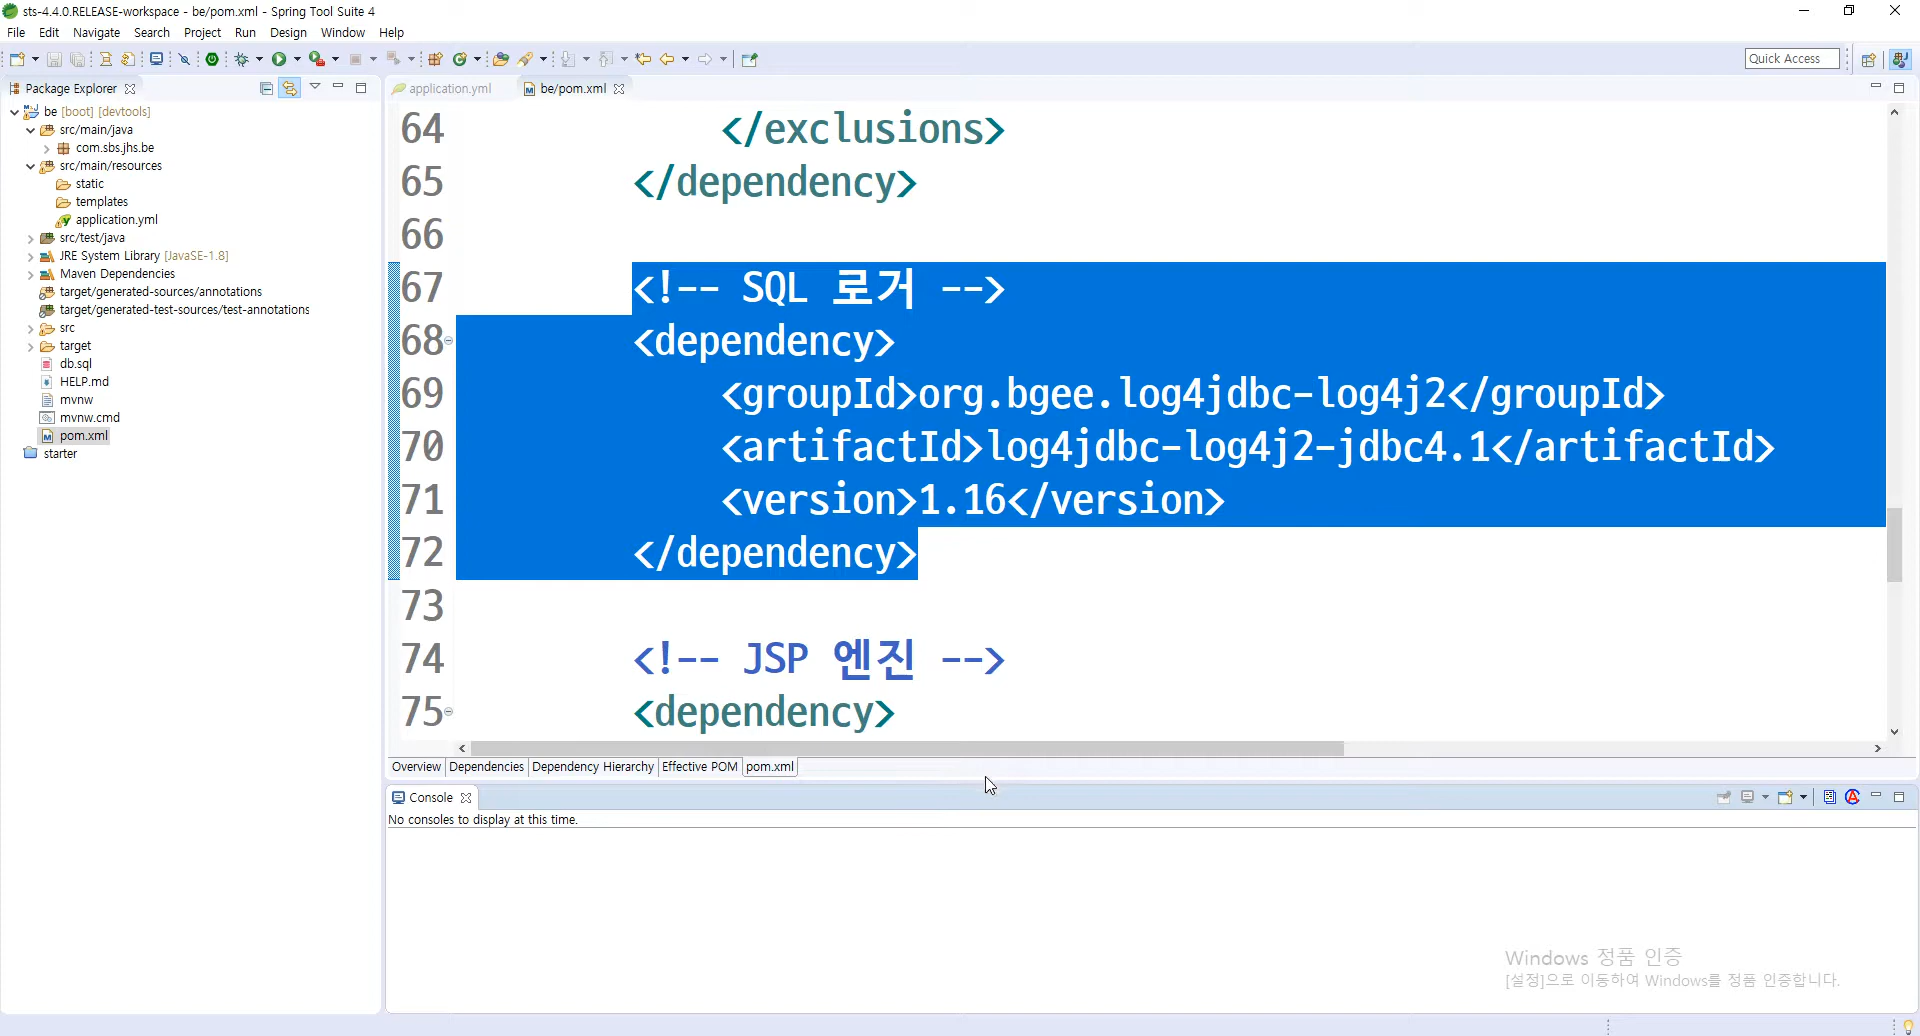 sts-4.4.0.RELEASE-workspace - be/pom.xml - Spring Tool Suite 4
File Edit Navigate Search Project Run Design Window Help
Quick Access
Package Explorer
be [boot] [devtools]
src/main/java
com.sbs.jhs.be
src/main/resources
static
templates
application.yml
src/test/java
JRE System Library [JavaSE-1.8]
Maven Dependencies
target/generated-sources/annotations
target/generated-test-sources/test-annotations
src
target
db.sql
HELP.md
mvnw
mvnw.cmd
pom.xml
starter
application.yml be/pom.xml
64 </exclusions>
65 </dependency>
66
67 <!-- SQL 로거 -->
68 <dependency>
69 <groupId>org.bgee.log4jdbc-log4j2</groupId>
70 <artifactId>log4jdbc-log4j2-jdbc4.1</artifactId>
71 <version>1.16</version>
72 </dependency>
73
74 <!-- JSP 엔진 -->
75 <dependency>
Overview Dependencies Dependency Hierarchy Effective POM pom.xml
Console
No consoles to display at this time.
Windows 정품 인증
[설정]으로 이동하여 Windows를 정품 인증합니다.